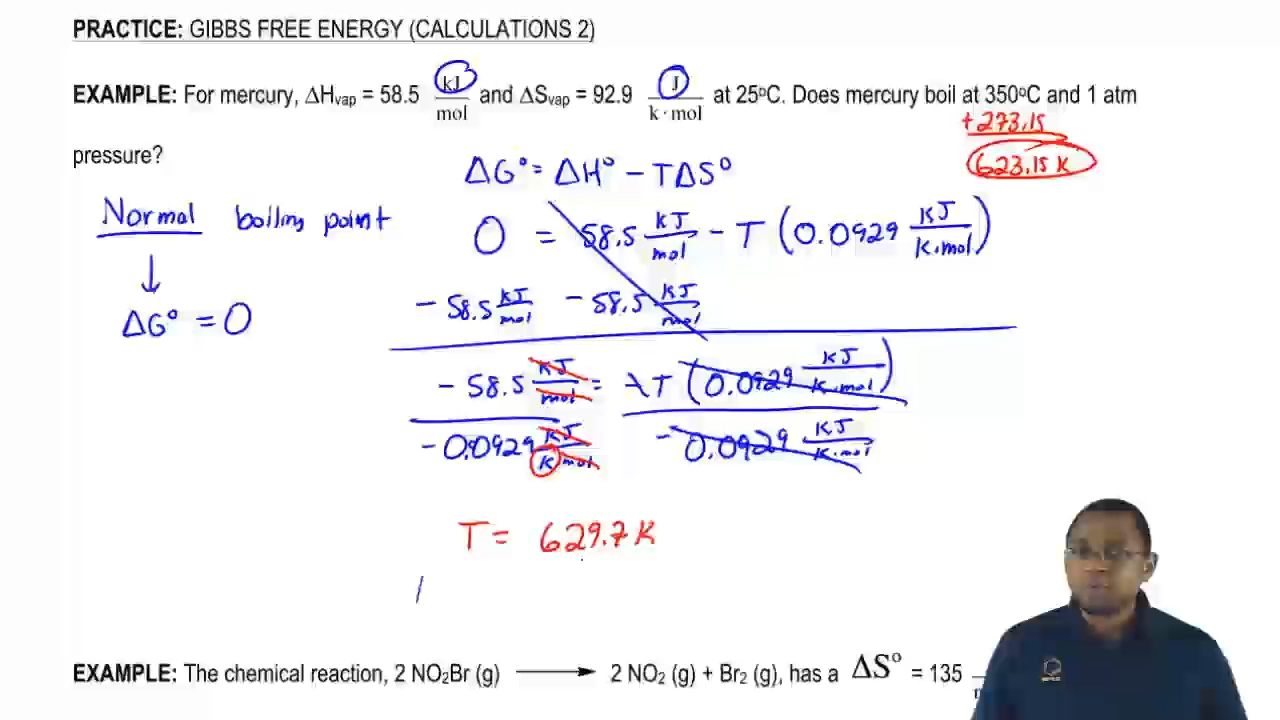 PRACTICE: GIBBS FREE ENERGY (CALCULATIONS 2)
EXAMPLE: For mercury, ΔHvap = 58.5 kJ/mol and ΔSvap = 92.9 J/k·mol at 25°C. Does mercury boil at 350°C and 1 atm
+273.15
pressure?
623.15 K
ΔG° = ΔH° - TΔS°
Normal boiling point
0 = 58.5 kJ/mol - T (0.0929 kJ/K·mol)
↓
- 58.5 kJ/mol - 58.5 kJ/mol
ΔG° = 0
- 58.5 kJ/mol = -T (0.0929 kJ/K·mol)
- 0.0929 kJ/K·mol - 0.0929 kJ/K·mol
T = 629.7 K
EXAMPLE: The chemical reaction, 2 NO₂Br (g) ⟶ 2 NO₂ (g) + Br₂ (g), has a ΔS° = 135